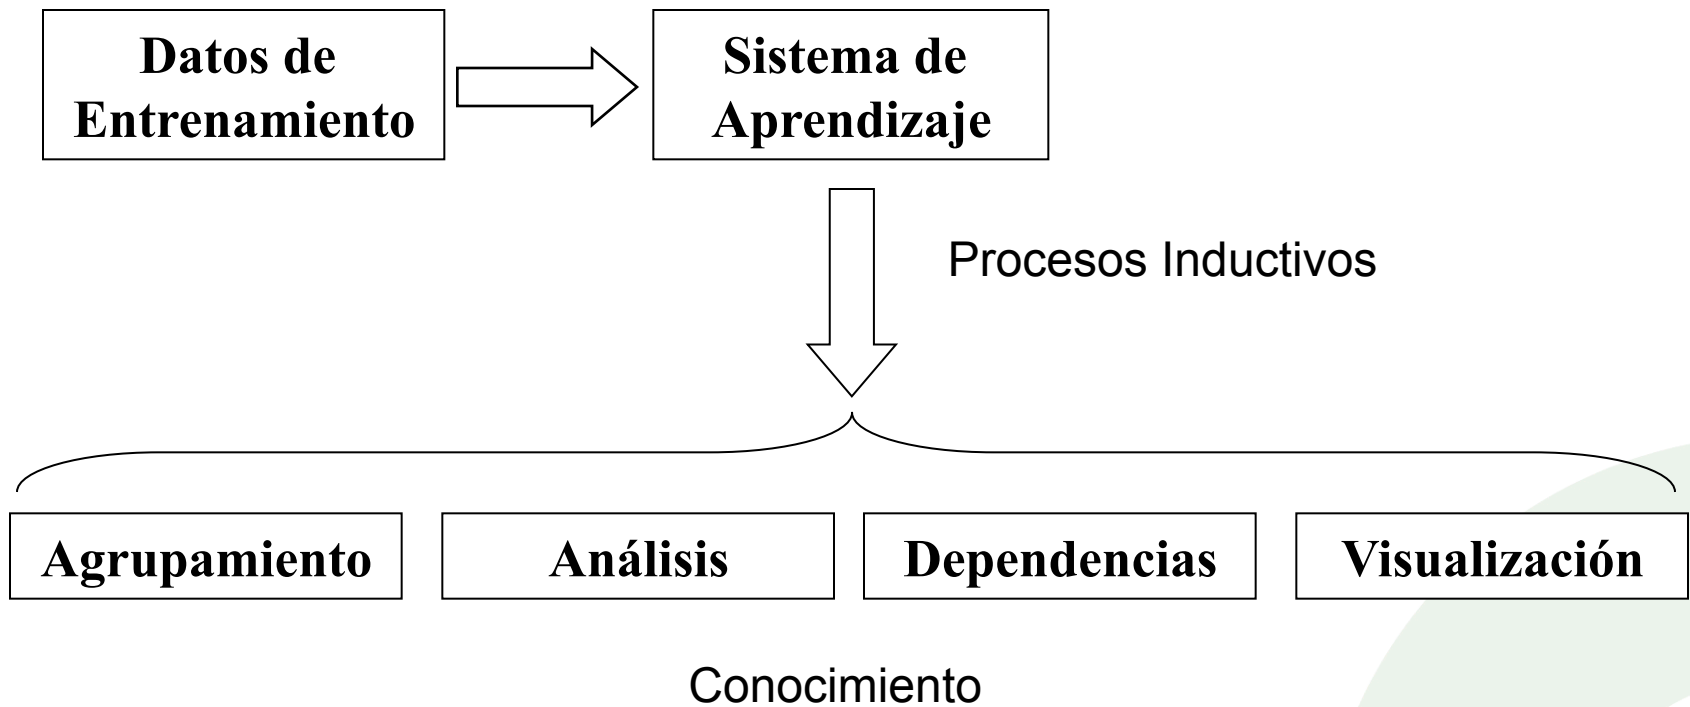 Datos de
Entrenamiento
Sistema de
Aprendizaje
Procesos Inductivos
Agrupamiento
Análisis
Dependencias
Visualización
Conocimiento